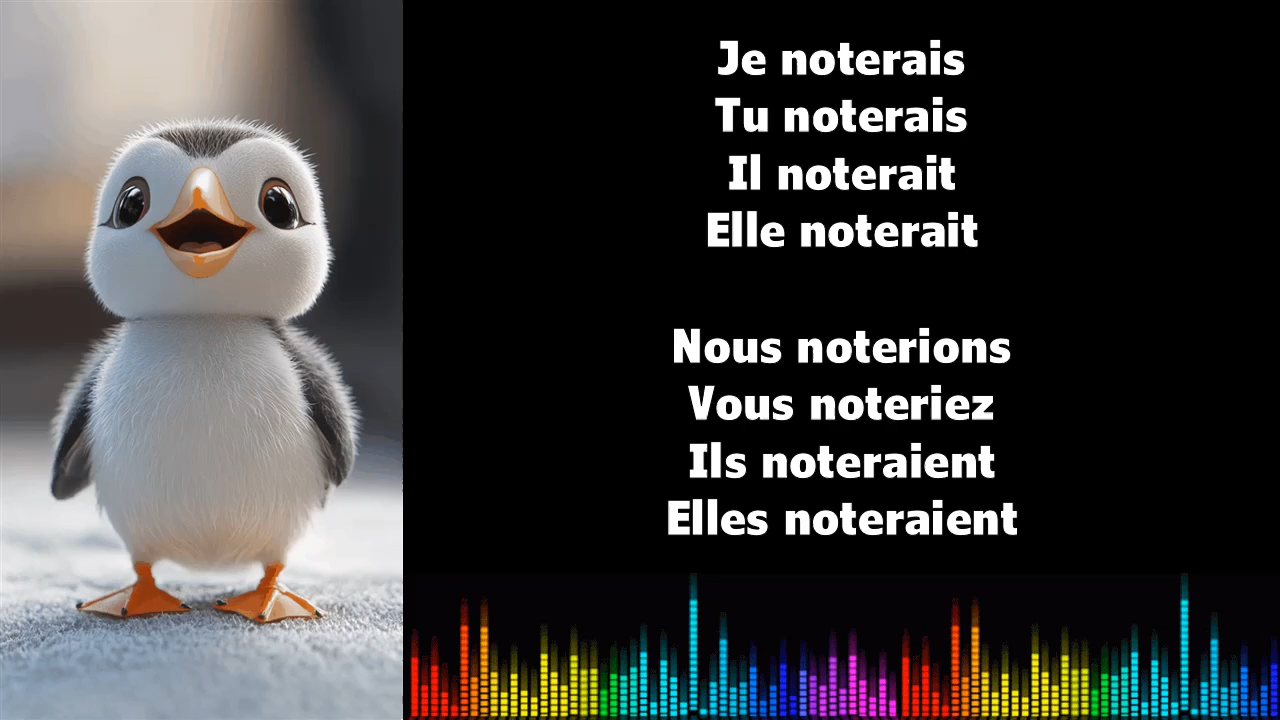 Je noterais
Tu noterais
Il noterait
Elle noterait
Nous noterions
Vous noteriez
Ils noteraient
Elles noteraient